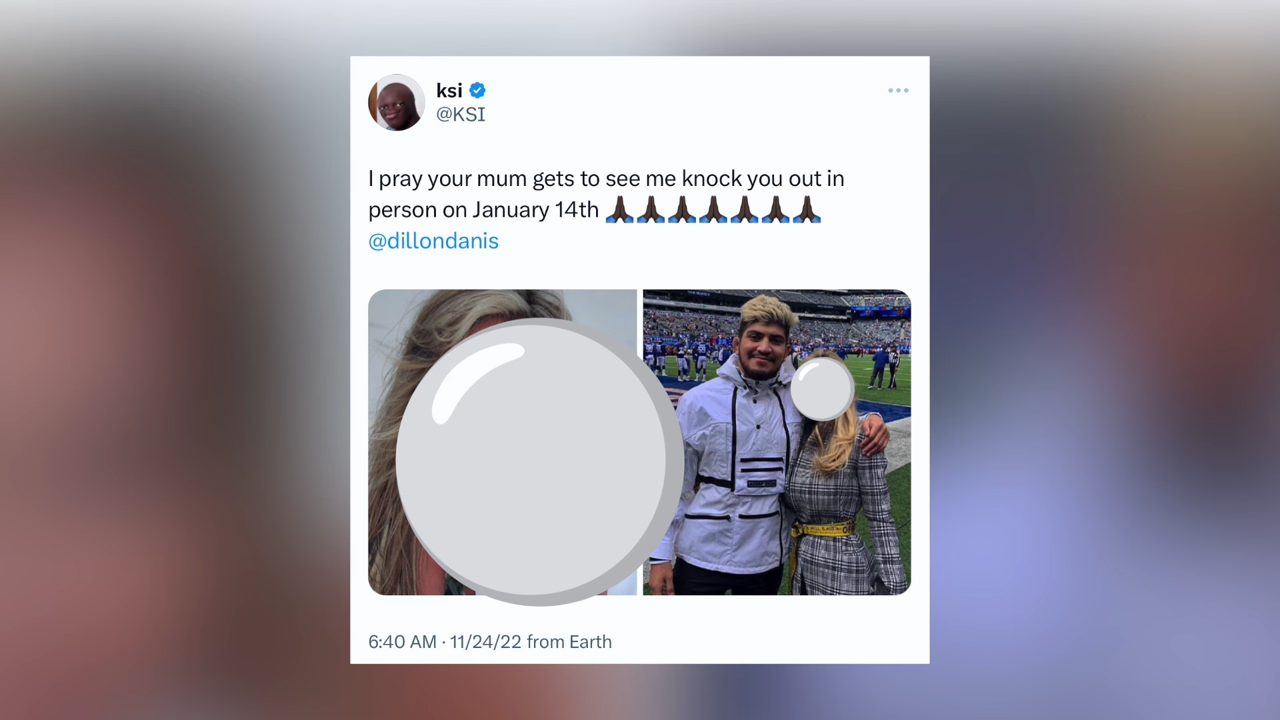 ksi
@KSI
I pray your mum gets to see me knock you out in
person on January 14th 🙏🏿🙏🏿🙏🏿🙏🏿🙏🏿🙏🏿🙏🏿
@dillondanis
6:40 AM · 11/24/22 from Earth